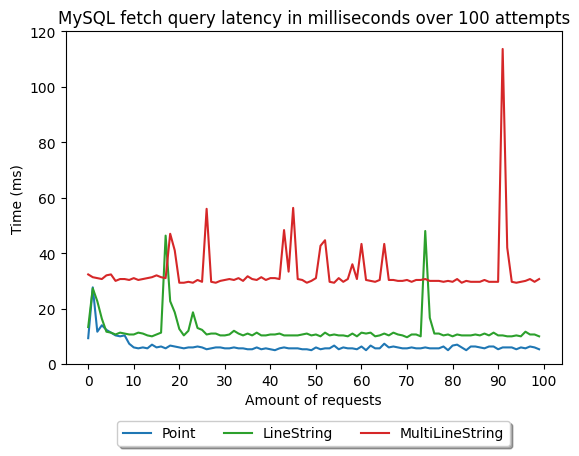 MySQL fetch query latency in milliseconds over 100 attempts
120
100
80
60
40
20
0
Time (ms)
0 10 20 30 40 50 60 70 80 90 100
Amount of requests
Point LineString MultiLineString